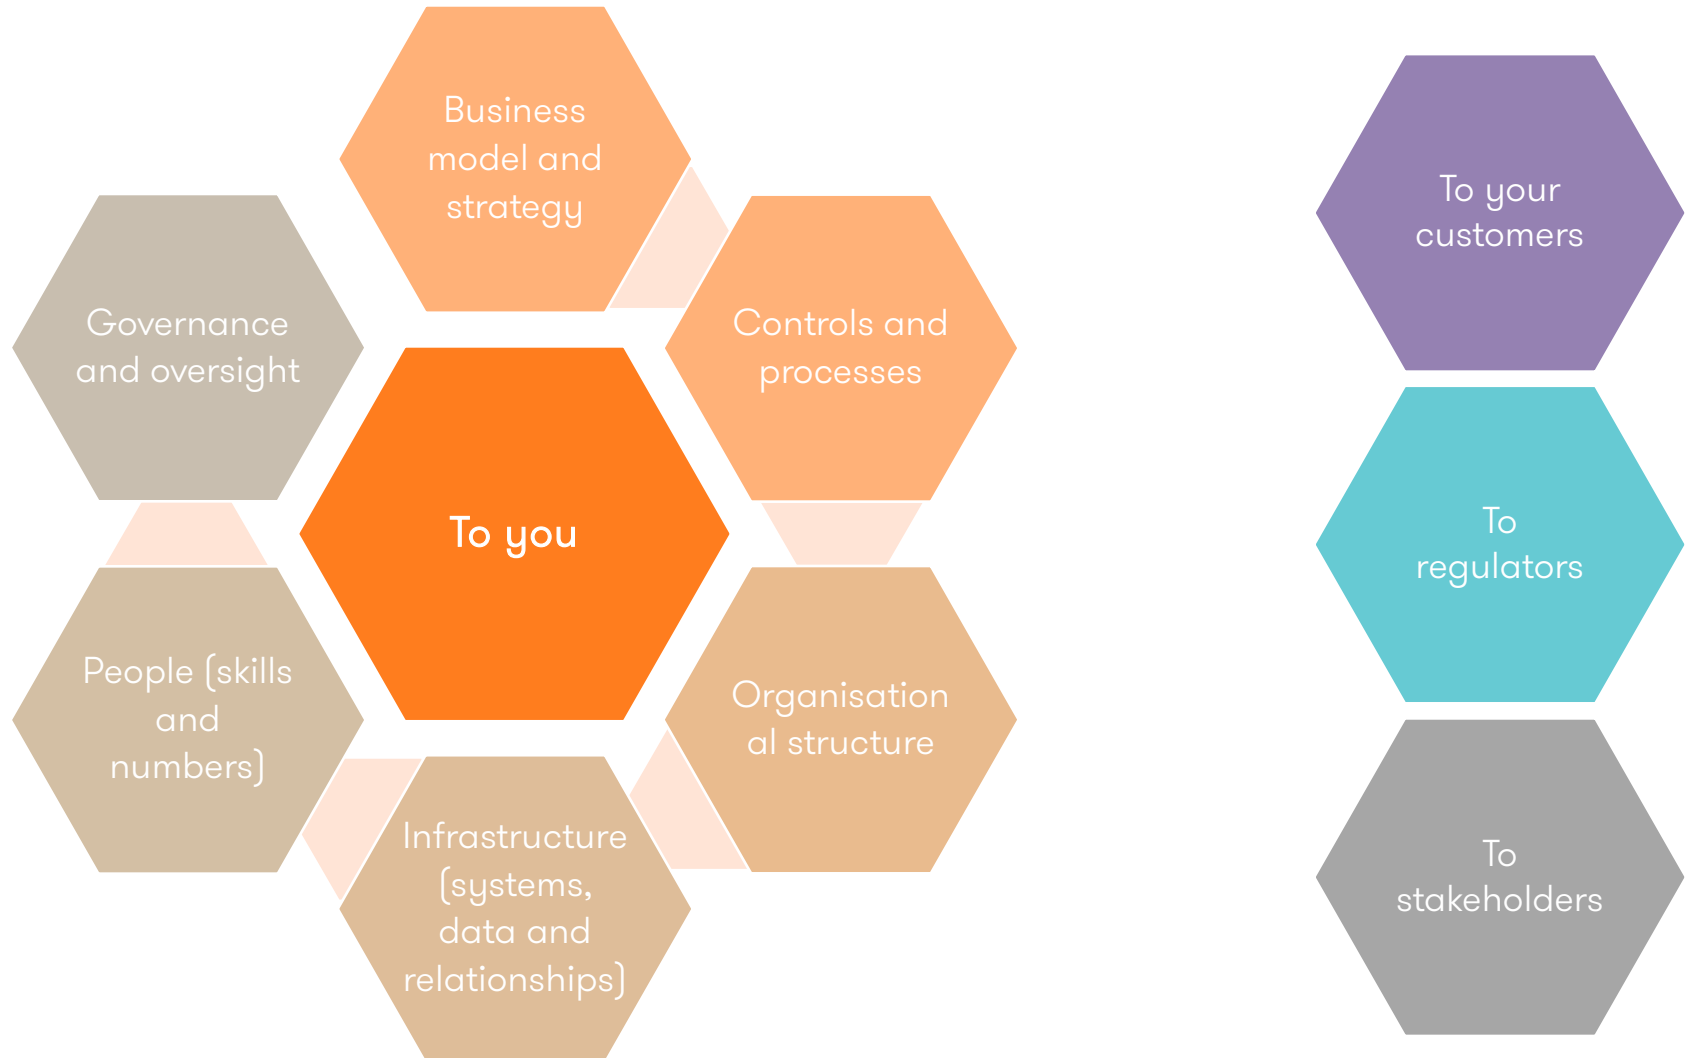 Business
model and
strategy
Governance
and oversight
Controls and
processes
To you
People (skills
and
numbers)
Organisation
al structure
Infrastructure
(systems,
data and
relationships)
To your
customers
To
regulators
To
stakeholders